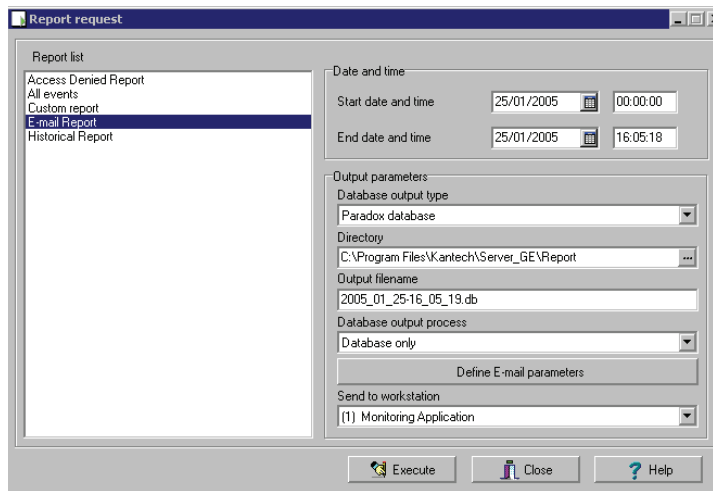 Report request
Report list
Access Denied Report
All events
Custom report
E-mail Report
Historical Report
Date and time
Start date and time 25/01/2005 00:00:00
End date and time 25/01/2005 16:05:18
Output parameters
Database output type
Paradox database
Directory
C:\Program Files\Kantech\Server_GE\Report ...
Output filename
2005_01_25-16_05_19.db
Database output process
Database only
Define E-mail parameters
Send to workstation
(1) Monitoring Application
Execute Close ? Help